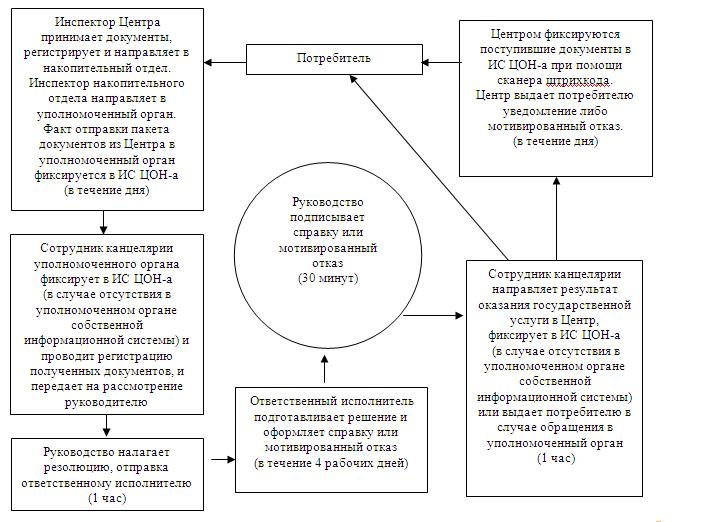 Инспектор Центра
принимает документы,
регистрирует и направляет в
накопительный отдел.
Инспектор накопительного
отдела направляет в
уполномоченный орган.
Факт отправки пакета
документов из Центра в
уполномоченный орган
фиксируется в ИС ЦОН-а
(в течение дня)
Потребитель
Центром фиксируются
поступившие документы в
ИС ЦОН-а при помощи
сканера штрихкода.
Центр выдает потребителю
уведомление либо
мотивированный отказ.
(в течение дня)
Руководство
подписывает
справку или
мотивированный
отказ
(30 минут)
Сотрудник канцелярии
уполномоченного органа
фиксирует в ИС ЦОН-а
(в случае отсутствия в
уполномоченном органе
собственной
информационной системы) и
проводит регистрацию
полученных документов, и
передает на рассмотрение
руководителю
Сотрудник канцелярии
направляет результат
оказания государственной
услуги в Центр,
фиксирует в ИС ЦОН-а
(в случае отсутствия в
уполномоченном органе
собственной
информационной системы)
или выдает потребителю в
случае обращения в
уполномоченный орган
(1 час)
Руководство налагает
резолюцию, отправка
ответственному исполнителю
(1 час)
Ответственный исполнитель
подготавливает решение и
оформляет справку или
мотивированный отказ
(в течение 4 рабочих дней)